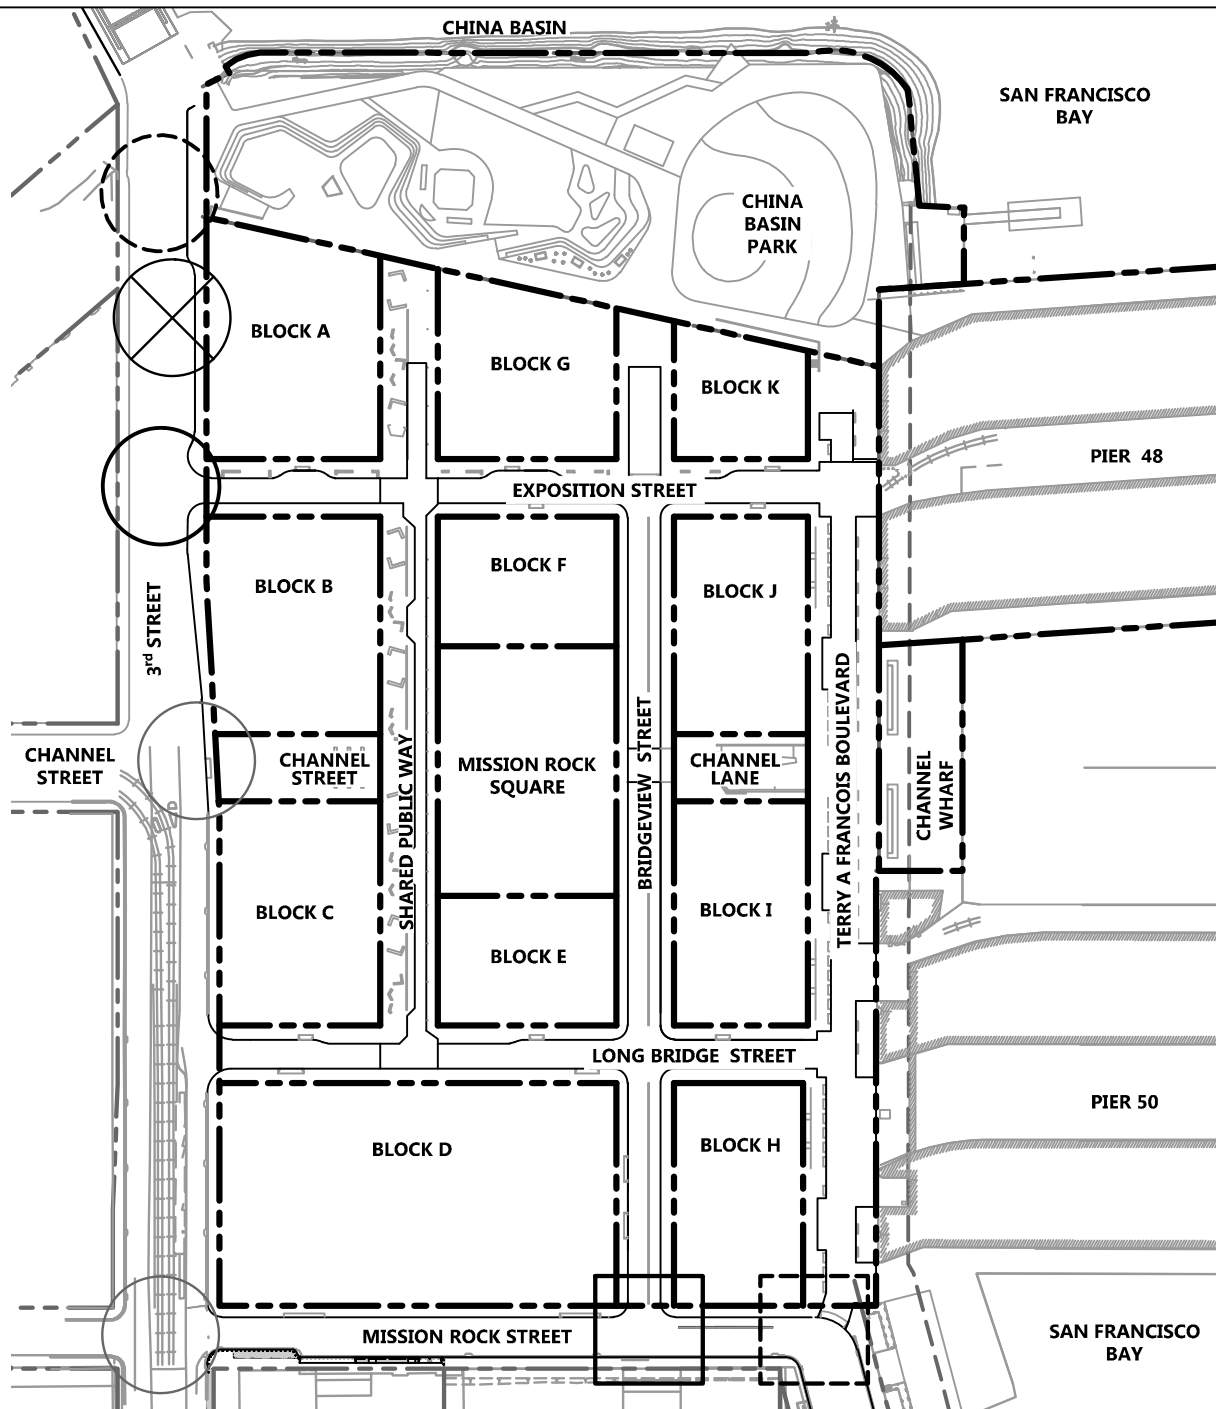 CHINA BASIN
SAN FRANCISCO
BAY
CHINA
BASIN
PARK
BLOCK A
BLOCK G
BLOCK K
PIER 48
EXPOSITION STREET
BLOCK B
BLOCK F
BLOCK J
3rd STREET
CHANNEL
STREET
CHANNEL
STREET
SHARED PUBLIC WAY
MISSION ROCK
SQUARE
BRIDGEVIEW STREET
CHANNEL
LANE
TERRY A FRANCOIS BOULEVARD
CHANNEL
WHARF
BLOCK C
BLOCK E
BLOCK I
LONG BRIDGE STREET
PIER 50
BLOCK D
BLOCK H
MISSION ROCK STREET
SAN FRANCISCO
BAY